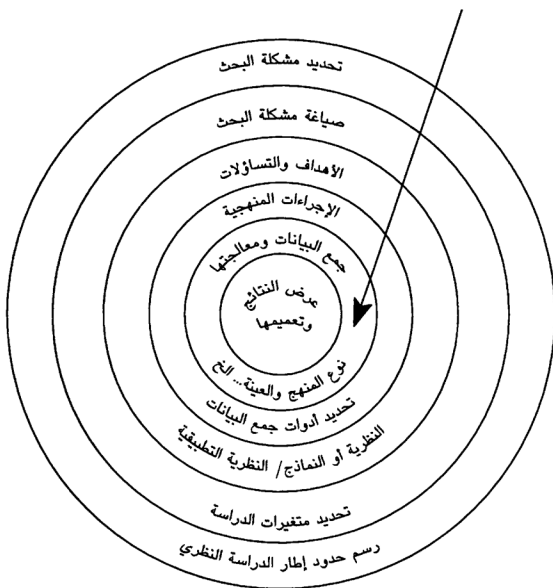 تحديد مشكلة البحث
صياغة مشكلة البحث
الأهداف والتساؤلات
الإجراءات المنهجية
جمع البيانات ومعالجتها
عرض النتائج
وتعميمها
نوع المنهج والعينة... الخ
تحديد أدوات جمع البيانات
النظرية أو النماذج/ النظرية التطبيقية
تحديد متغيرات الدراسة
رسم حدود إطار الدراسة النظري